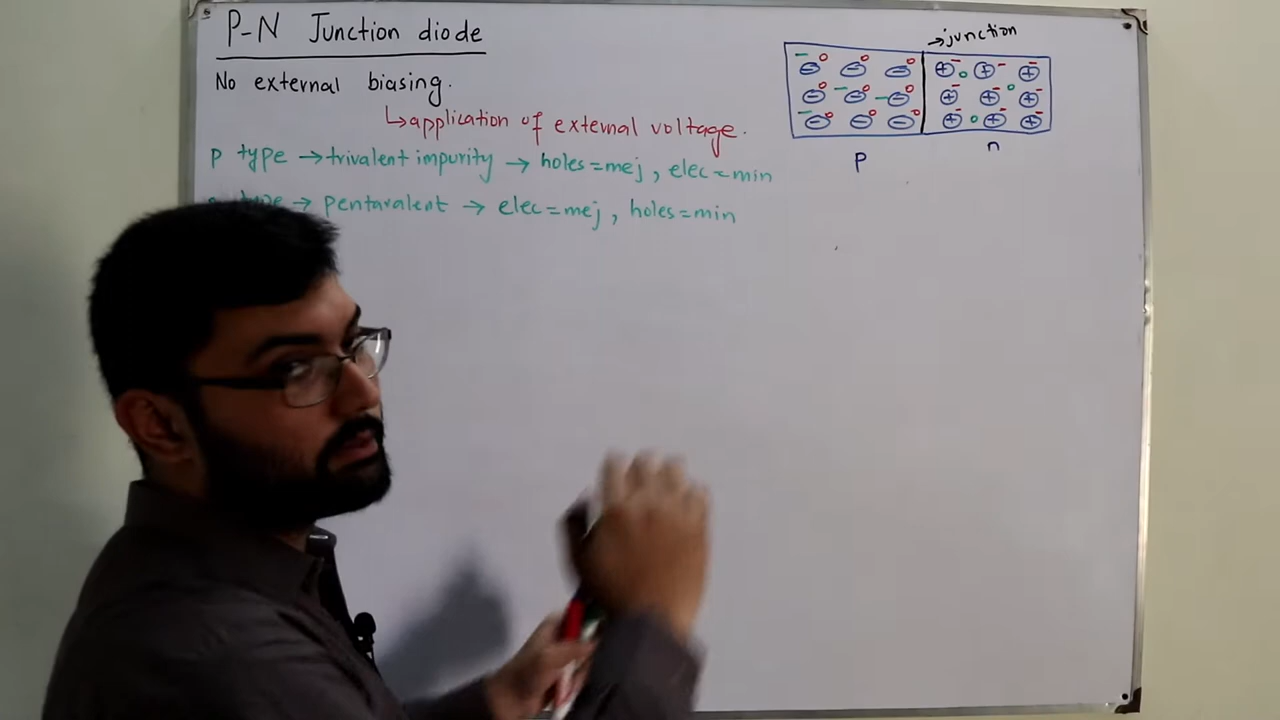 P-N Junction diode
No external biasing.
↳application of external voltage.
P type →trivalent impurity → holes=mej, elec=min
type → pentavalent → elec=mej, holes=min
→junction
P
n